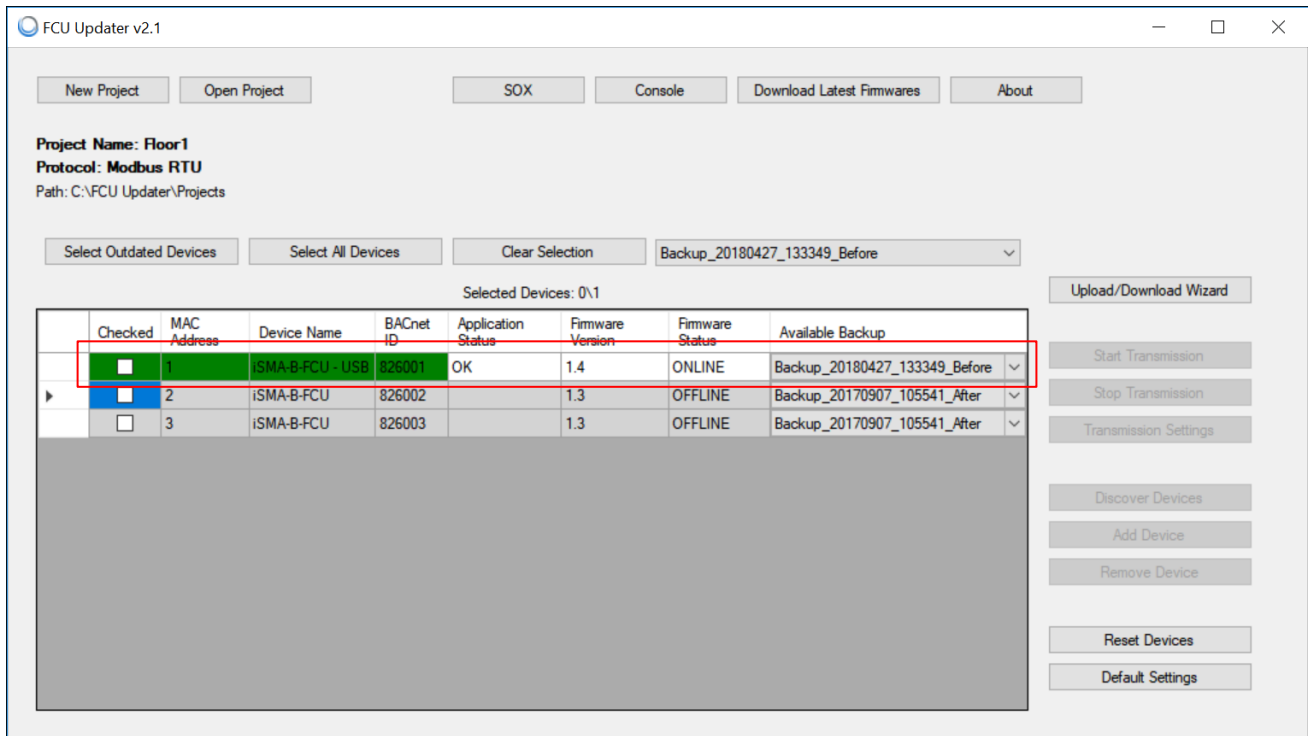 FCU Updater v2.1
New Project Open Project SOX Console Download Latest Firmwares About
Project Name: Floor1
Protocol: Modbus RTU
Path: C:\FCU Updater\Projects
Select Outdated Devices Select All Devices Clear Selection Backup_20180427_133349_Before
Selected Devices: 0\1
Upload/Download Wizard
Checked MAC Address Device Name BACnet ID Application Status Firmware Version Firmware Status Available Backup
1 iSMA-B-FCU - USB 826001 OK 1.4 ONLINE Backup_20180427_133349_Before
Start Transmission
2 iSMA-B-FCU 826002 1.3 OFFLINE Backup_20170907_105541_After
Stop Transmission
3 iSMA-B-FCU 826003 1.3 OFFLINE Backup_20170907_105541_After
Transmission Settings
Discover Devices
Add Device
Remove Device
Reset Devices
Default Settings